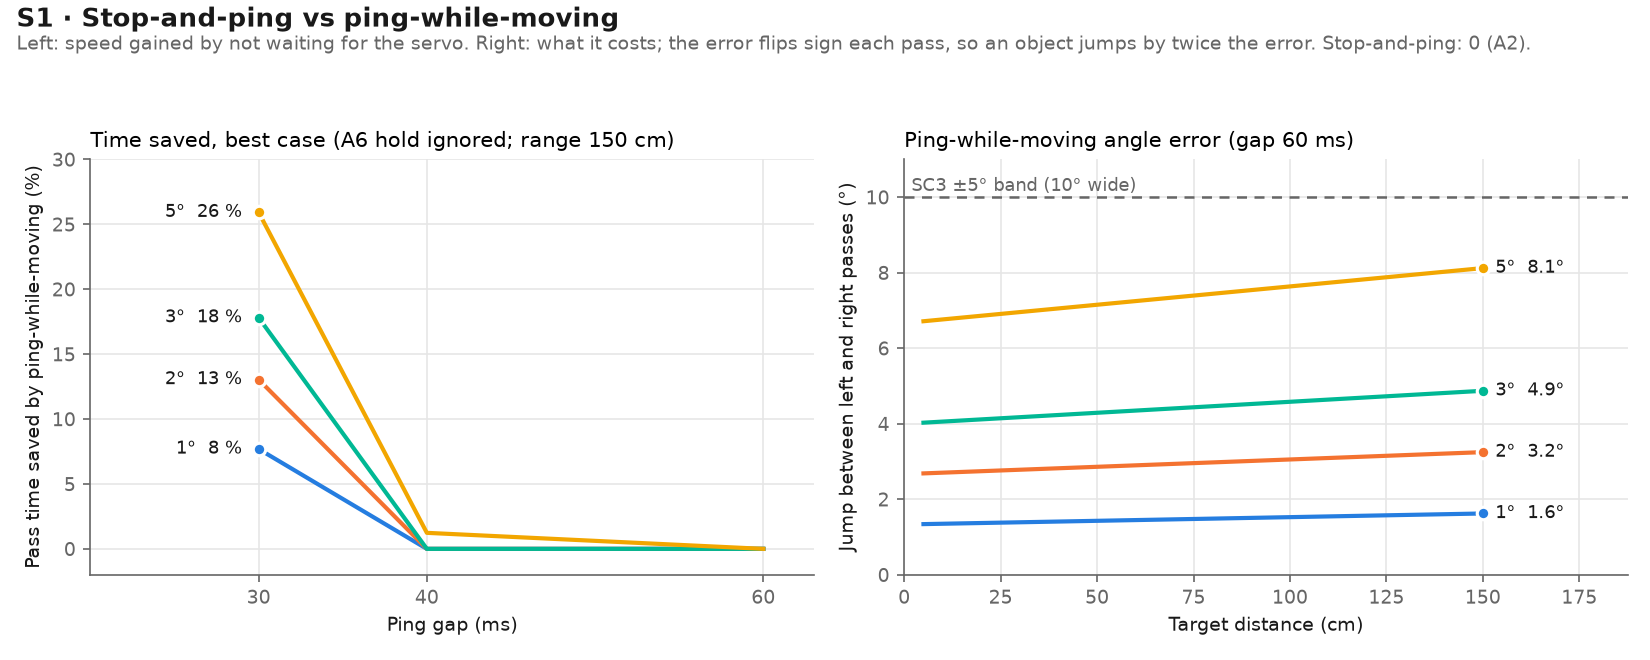 S1 · Stop-and-ping vs ping-while-moving
Left: speed gained by not waiting for the servo. Right: what it costs; the error flips sign each pass, so an object jumps by twice the error. Stop-and-ping: 0 (A2).
Time saved, best case (A6 hold ignored; range 150 cm)
Pass time saved by ping-while-moving (%)
30
25
20
15
10
5
0
5° 26 %
3° 18 %
2° 13 %
1° 8 %
30 40 60
Ping gap (ms)
Ping-while-moving angle error (gap 60 ms)
Jump between left and right passes (°)
SC3 ±5° band (10° wide)
10
8
6
4
2
0
5° 8.1°
3° 4.9°
2° 3.2°
1° 1.6°
0 25 50 75 100 125 150 175
Target distance (cm)